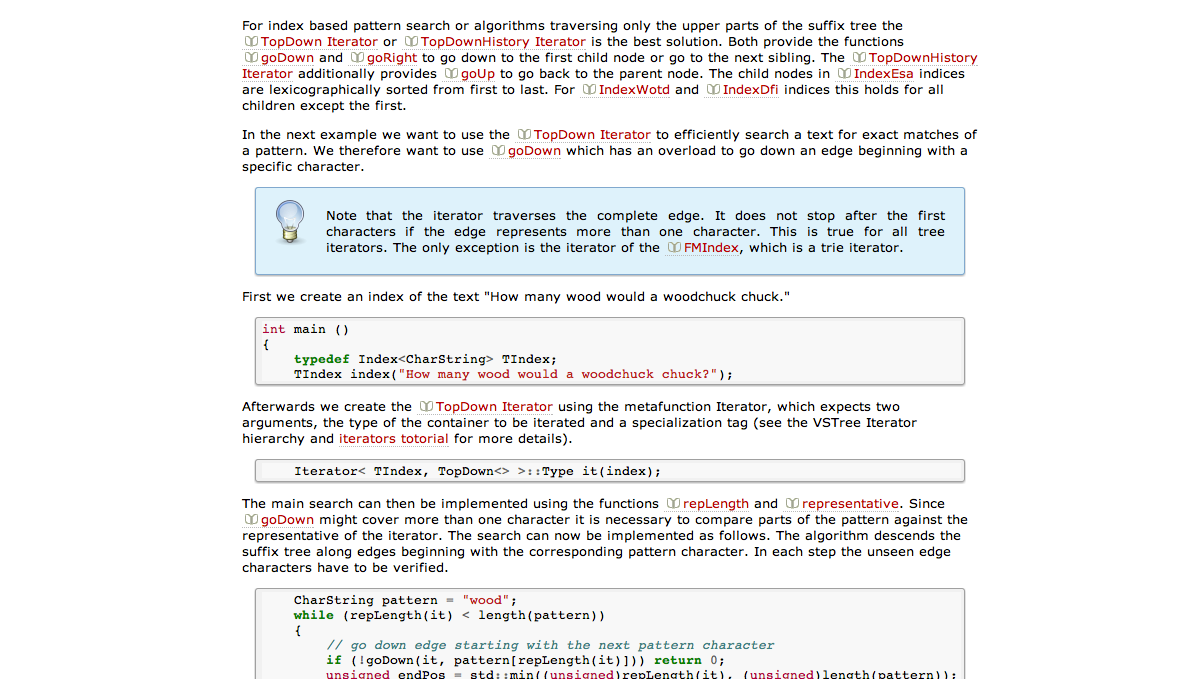 For index based pattern search or algorithms traversing only the upper parts of the suffix tree the
TopDown Iterator or TopDownHistory Iterator is the best solution. Both provide the functions
goDown and goRight to go down to the first child node or go to the next sibling. The TopDownHistory
Iterator additionally provides goUp to go back to the parent node. The child nodes in IndexEsa indices
are lexicographically sorted from first to last. For IndexWotd and IndexDfi indices this holds for all
children except the first.
In the next example we want to use the TopDown Iterator to efficiently search a text for exact matches of
a pattern. We therefore want to use goDown which has an overload to go down an edge beginning with a
specific character.
Note that the iterator traverses the complete edge. It does not stop after the first
characters if the edge represents more than one character. This is true for all tree
iterators. The only exception is the iterator of the FMIndex, which is a trie iterator.
First we create an index of the text "How many wood would a woodchuck chuck."
int main ()
{
typedef Index<CharString> TIndex;
TIndex index("How many wood would a woodchuck chuck?");
Afterwards we create the TopDown Iterator using the metafunction Iterator, which expects two
arguments, the type of the container to be iterated and a specialization tag (see the VSTree Iterator
hierarchy and iterators totorial for more details).
Iterator< TIndex, TopDown<> >::Type it(index);
The main search can then be implemented using the functions repLength and representative. Since
goDown might cover more than one character it is necessary to compare parts of the pattern against the
representative of the iterator. The search can now be implemented as follows. The algorithm descends the
suffix tree along edges beginning with the corresponding pattern character. In each step the unseen edge
characters have to be verified.
CharString pattern = "wood";
while (repLength(it) < length(pattern))
{
// go down edge starting with the next pattern character
if (!goDown(it, pattern[repLength(it)])) return 0;
unsigned endPos = std::min((unsigned)repLength(it), (unsigned)length(pattern));